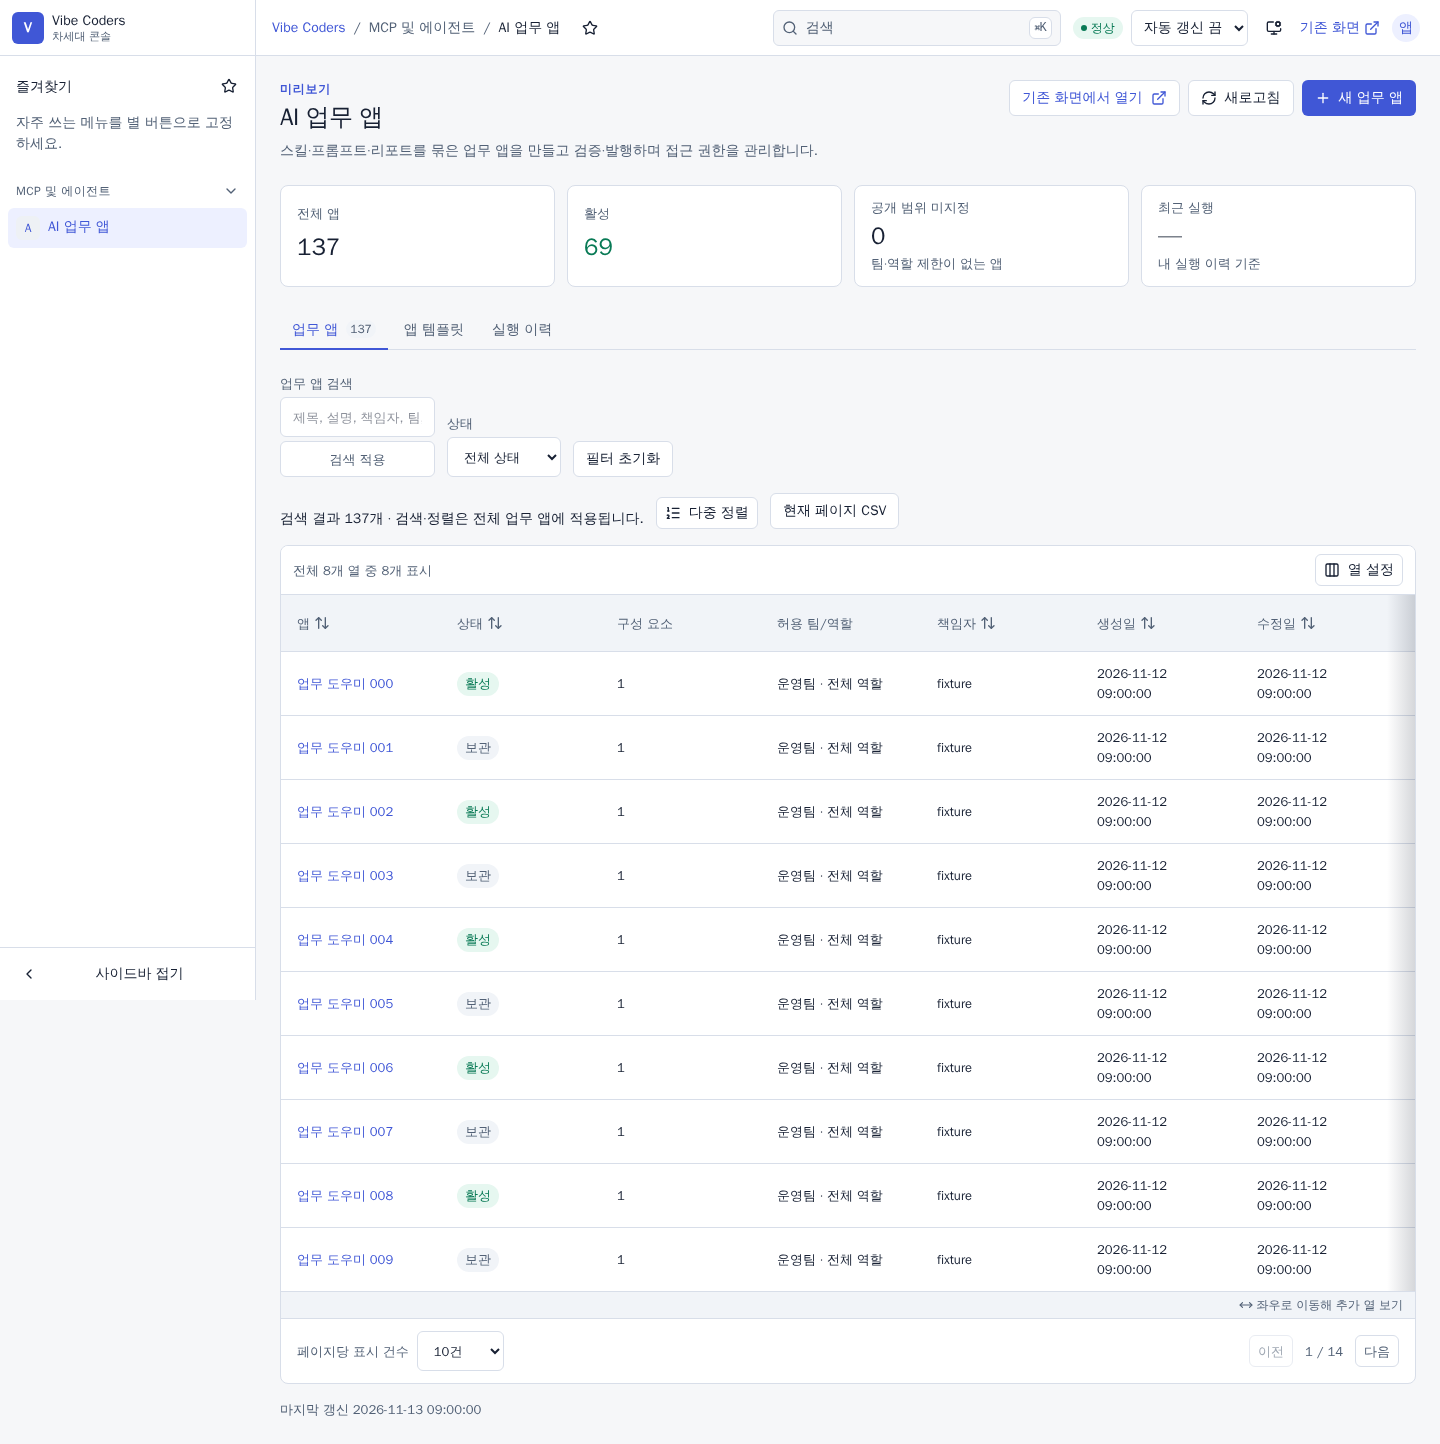 V
Vibe Coders
차세대 콘솔
Vibe Coders / MCP 및 에이전트 / AI 업무 앱
검색
⌘K
정상
자동 갱신 끔
기존 화면
앱
즐겨찾기
자주 쓰는 메뉴를 별 버튼으로 고정
하세요.
MCP 및 에이전트
A AI 업무 앱
사이드바 접기
미리보기
AI 업무 앱
스킬·프롬프트·리포트를 묶은 업무 앱을 만들고 검증·발행하며 접근 권한을 관리합니다.
기존 화면에서 열기
새로고침
새 업무 앱
전체 앱
137
활성
69
공개 범위 미지정
0
팀·역할 제한이 없는 앱
최근 실행
—
내 실행 이력 기준
업무 앱 137
앱 템플릿
실행 이력
업무 앱 검색
제목, 설명, 책임자, 팀
검색 적용
상태
전체 상태
필터 초기화
검색 결과 137개 · 검색·정렬은 전체 업무 앱에 적용됩니다.
다중 정렬
현재 페이지 CSV
전체 8개 열 중 8개 표시
열 설정
앱 상태 구성 요소 허용 팀/역할 책임자 생성일 수정일
업무 도우미 000 활성 1 운영팀 · 전체 역할 fixture 2026-11-12 09:00:00 2026-11-12 09:00:00
업무 도우미 001 보관 1 운영팀 · 전체 역할 fixture 2026-11-12 09:00:00 2026-11-12 09:00:00
업무 도우미 002 활성 1 운영팀 · 전체 역할 fixture 2026-11-12 09:00:00 2026-11-12 09:00:00
업무 도우미 003 보관 1 운영팀 · 전체 역할 fixture 2026-11-12 09:00:00 2026-11-12 09:00:00
업무 도우미 004 활성 1 운영팀 · 전체 역할 fixture 2026-11-12 09:00:00 2026-11-12 09:00:00
업무 도우미 005 보관 1 운영팀 · 전체 역할 fixture 2026-11-12 09:00:00 2026-11-12 09:00:00
업무 도우미 006 활성 1 운영팀 · 전체 역할 fixture 2026-11-12 09:00:00 2026-11-12 09:00:00
업무 도우미 007 보관 1 운영팀 · 전체 역할 fixture 2026-11-12 09:00:00 2026-11-12 09:00:00
업무 도우미 008 활성 1 운영팀 · 전체 역할 fixture 2026-11-12 09:00:00 2026-11-12 09:00:00
업무 도우미 009 보관 1 운영팀 · 전체 역할 fixture 2026-11-12 09:00:00 2026-11-12 09:00:00
좌우로 이동해 추가 열 보기
페이지당 표시 건수 10건
이전 1 / 14 다음
마지막 갱신 2026-11-13 09:00:00